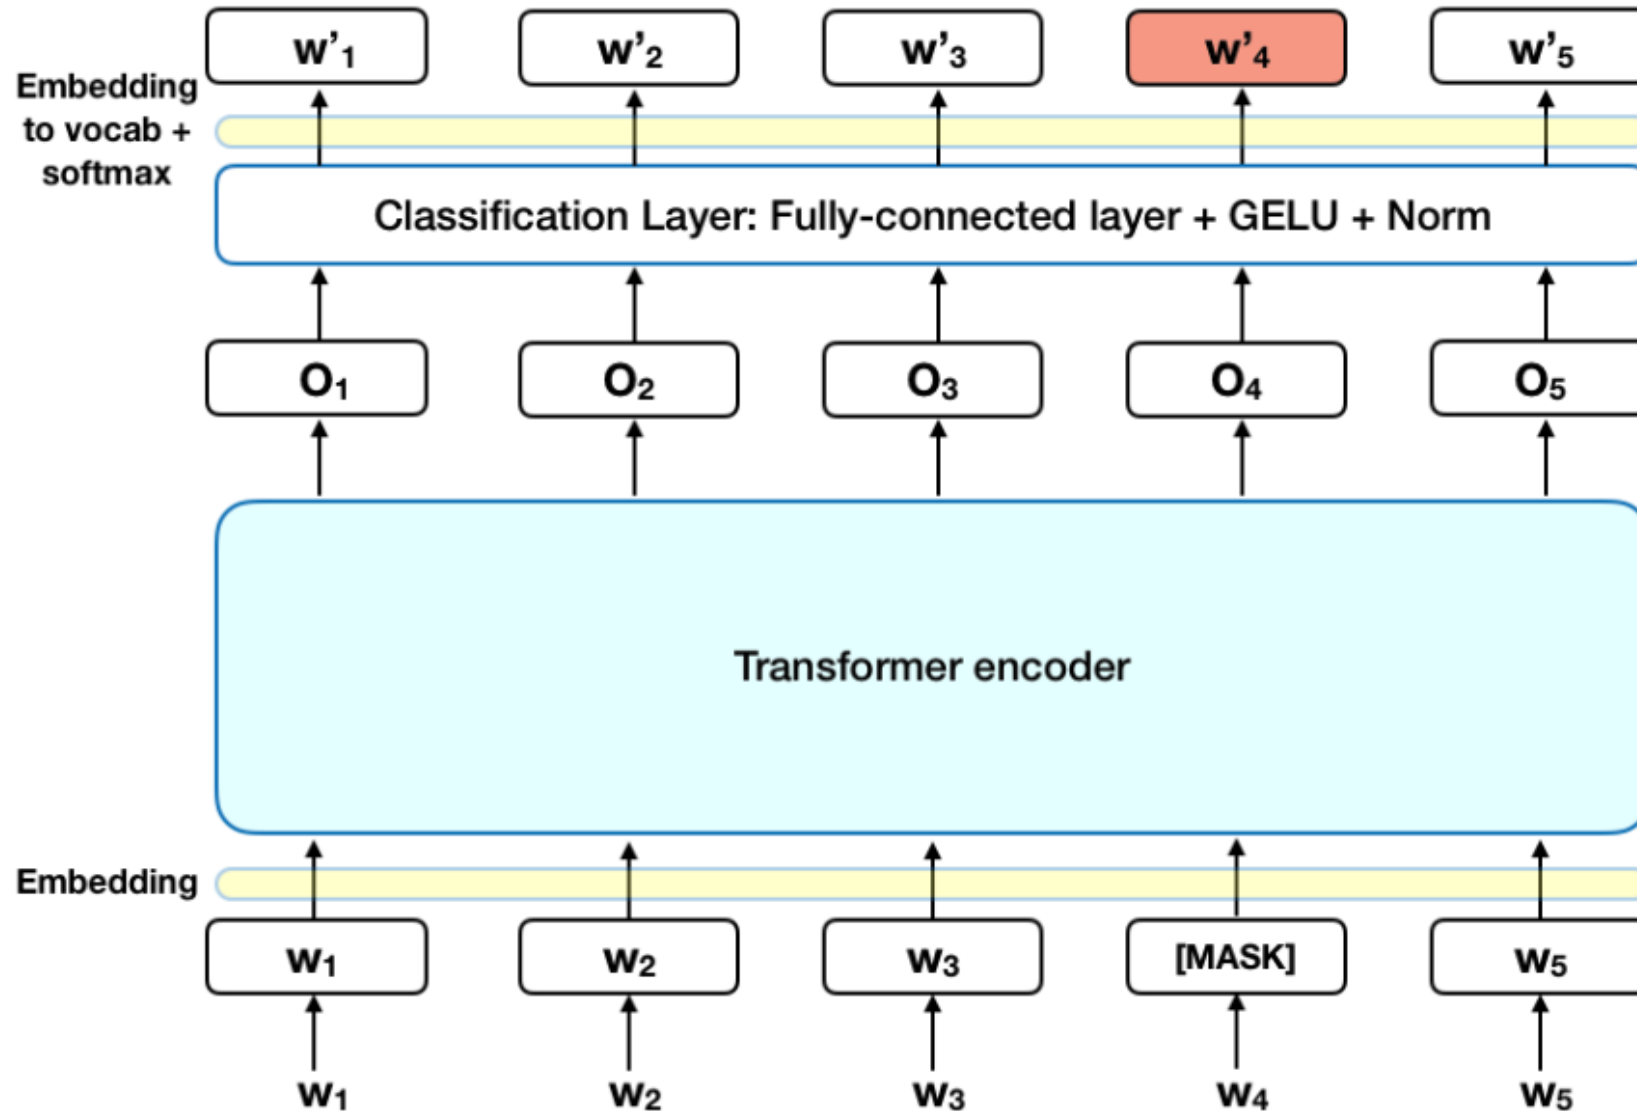 w’₁ w’₂ w’₃ w’₄ w’₅
Embedding
to vocab +
softmax
Classification Layer: Fully-connected layer + GELU + Norm
O₁ O₂ O₃ O₄ O₅
Transformer encoder
Embedding
w₁ w₂ w₃ [MASK] w₅
w₁ w₂ w₃ w₄ w₅